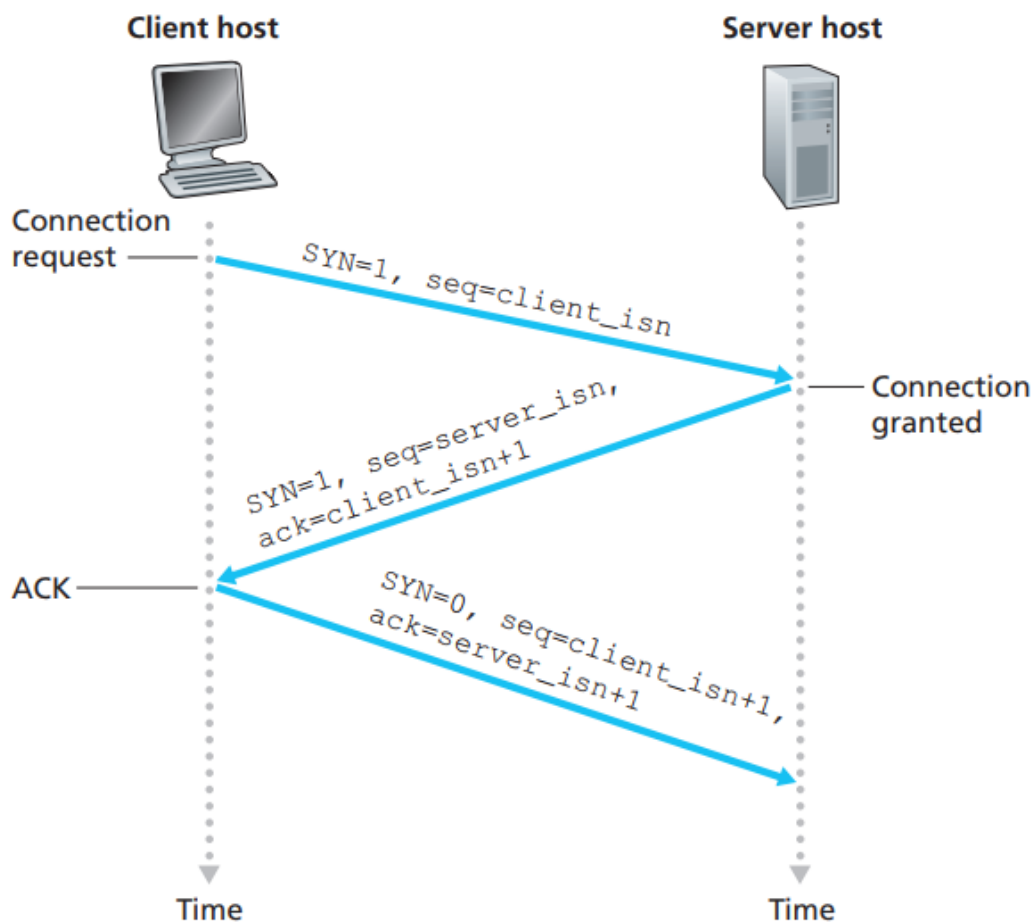 Client host
Server host
Connection
request
SYN=1, seq=client_isn
Connection
granted
SYN=1, seq=server_isn,
ack=client_isn+1
ACK
SYN=0, seq=client_isn+1,
ack=server_isn+1
Time
Time